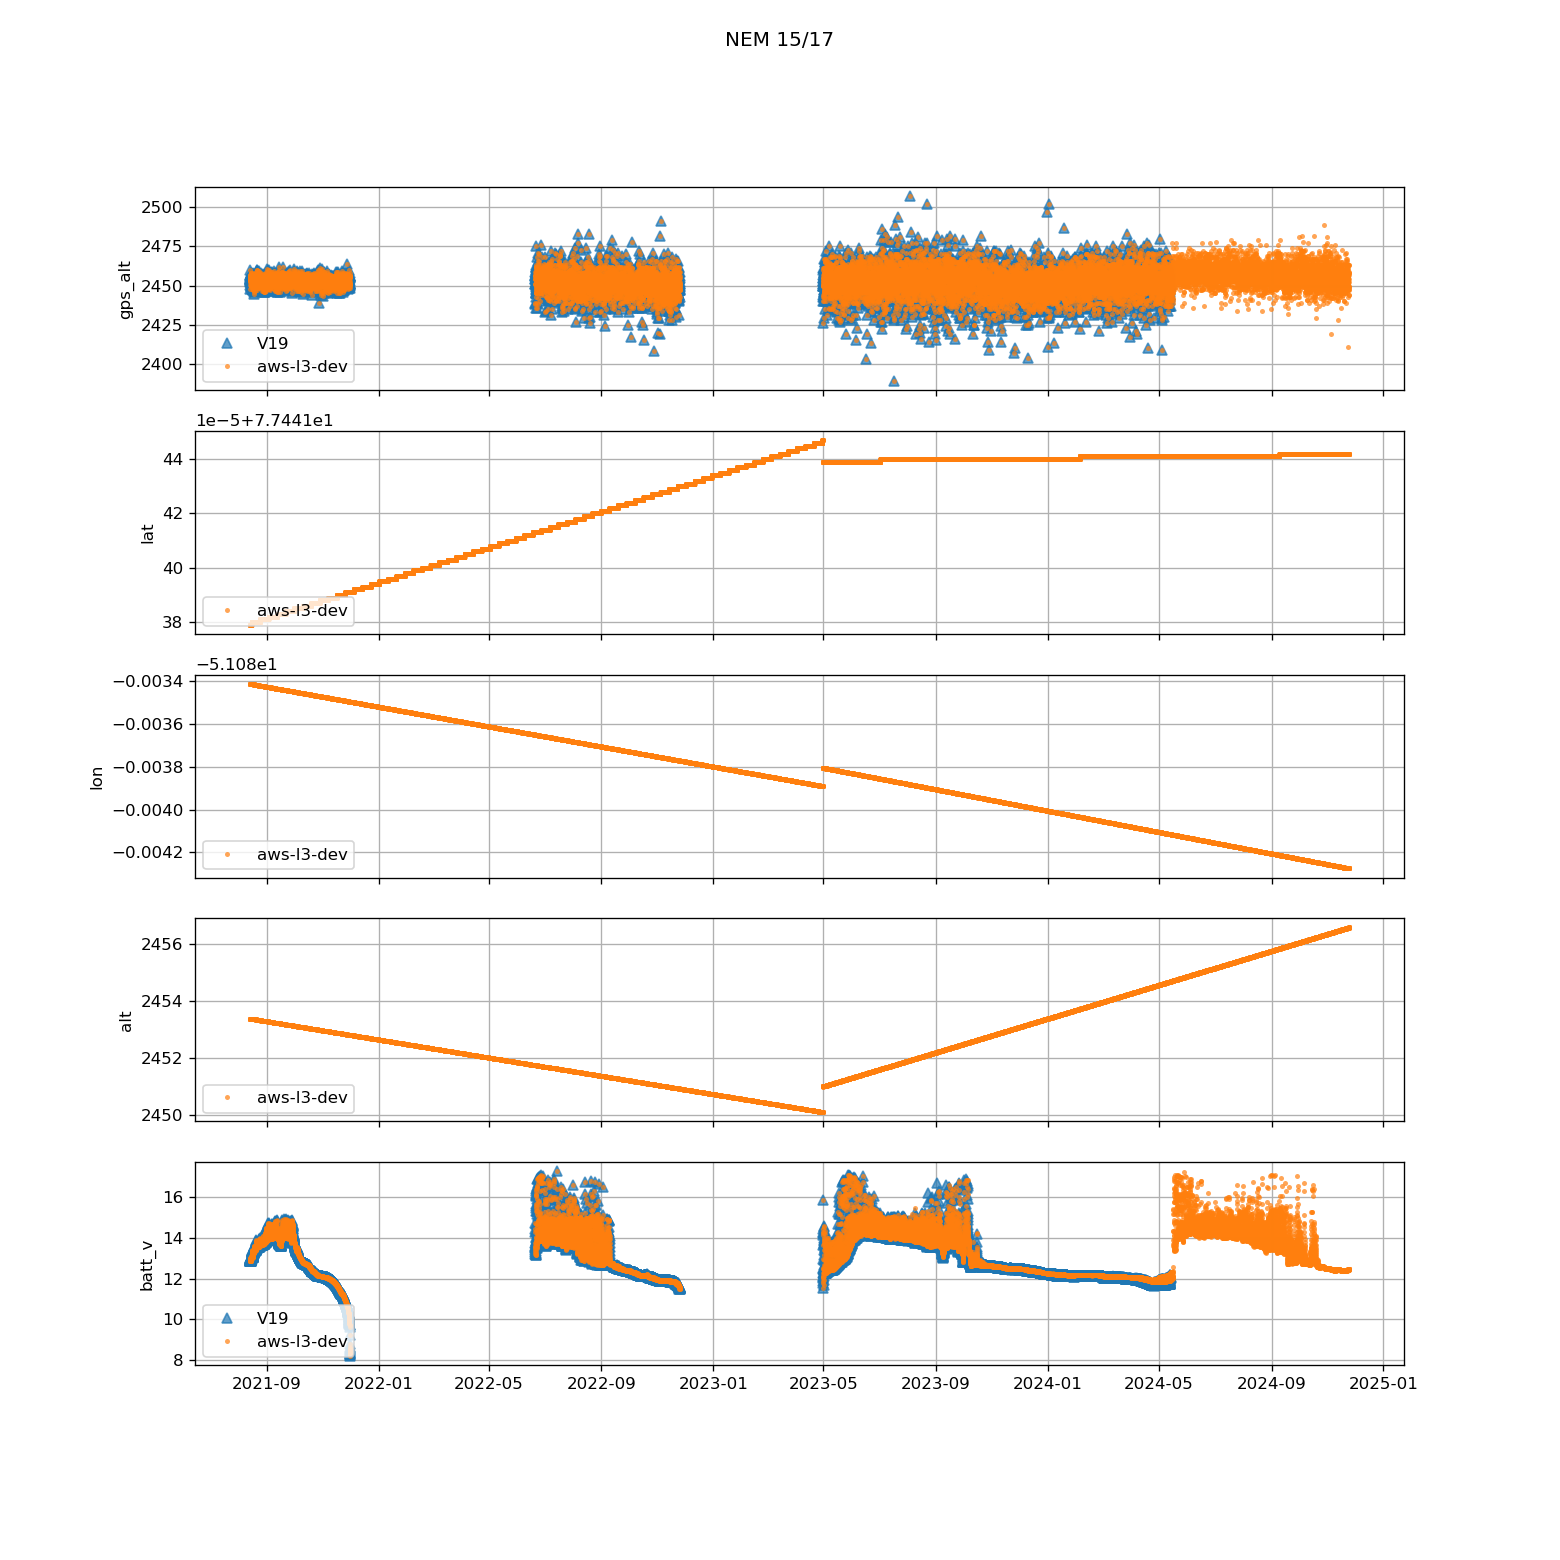 NEM 15/17
2500
2475
2450
2425
2400
gps_alt
V19
aws-l3-dev
1e−5+7.7441e1
44
42
40
38
lat
aws-l3-dev
−5.108e1
−0.0034
−0.0036
−0.0038
−0.0040
−0.0042
lon
aws-l3-dev
2456
2454
2452
2450
alt
aws-l3-dev
16
14
12
10
8
batt_v
V19
aws-l3-dev
2021-09 2022-01 2022-05 2022-09 2023-01 2023-05 2023-09 2024-01 2024-05 2024-09 2025-01